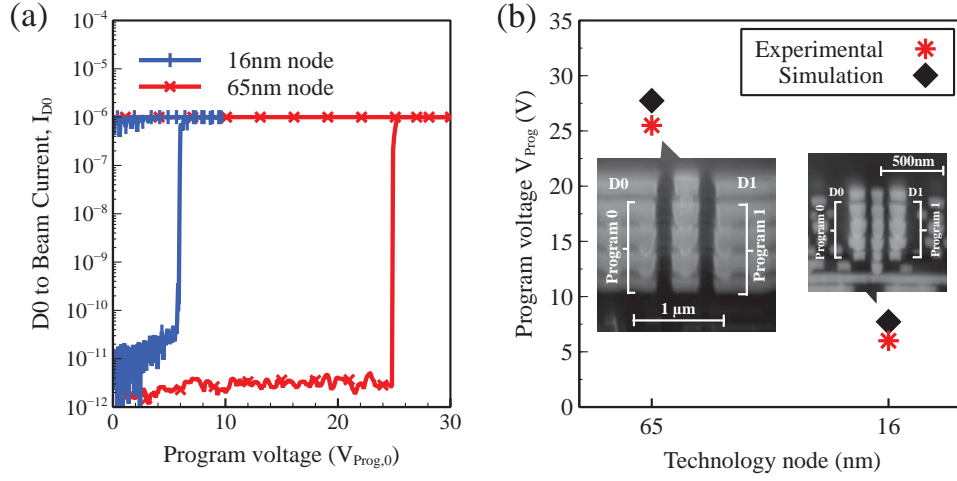 (a)
10⁻⁴
10⁻⁵
10⁻⁶
10⁻⁷
10⁻⁸
10⁻⁹
10⁻¹⁰
10⁻¹¹
10⁻¹²
D0 to Beam Current, I_D0
16nm node
65nm node
0
10
20
30
Program voltage (V_Prog,0)
(b)
35
30
25
20
15
10
5
0
Program voltage V_Prog (V)
Experimental
Simulation
D0
D1
Program 0
Program 1
1 µm
500nm
D0
D1
Program 0
Program 1
65
16
Technology node (nm)